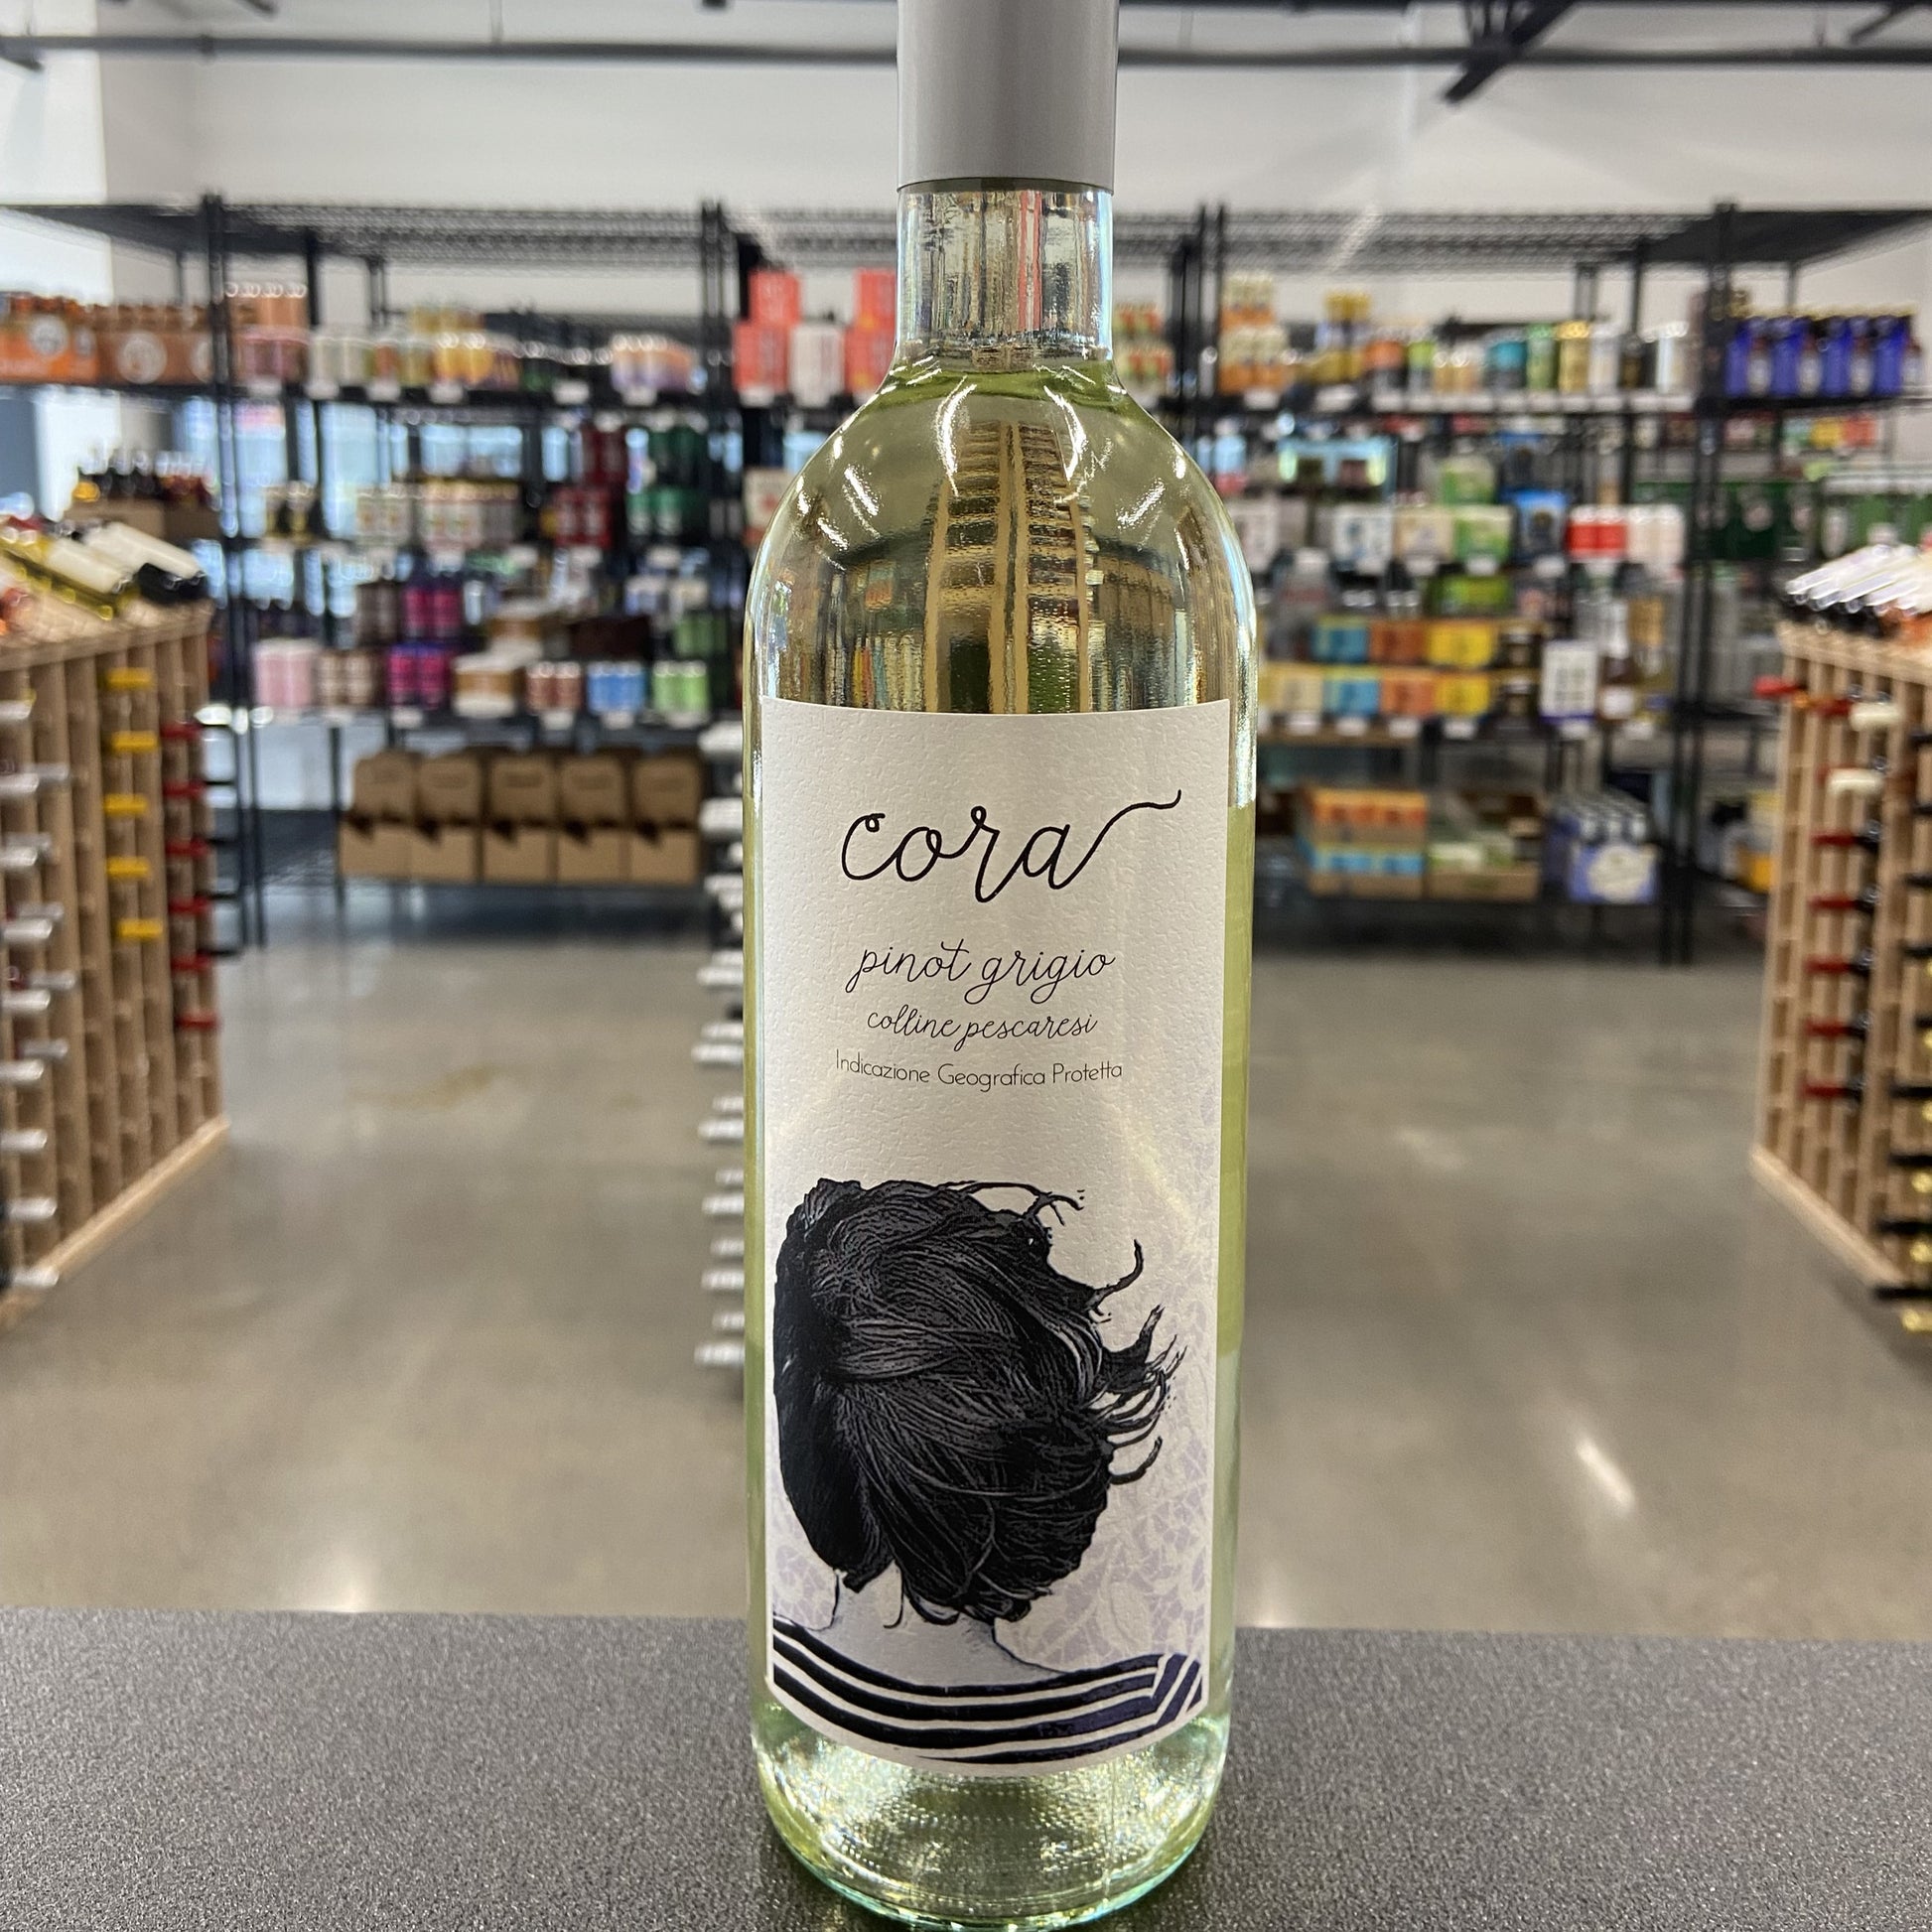 cora
pinot grigio
colline pescaresi
Indicazione Geografica Protetta